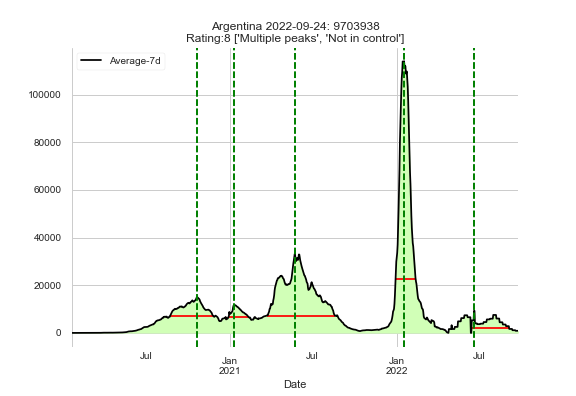 Argentina 2022-09-24: 9703938
Rating:8 ['Multiple peaks', 'Not in control']
Average-7d
100000
80000
60000
40000
20000
0
Jul
Jan
2021
Jul
Jan
2022
Jul
Date